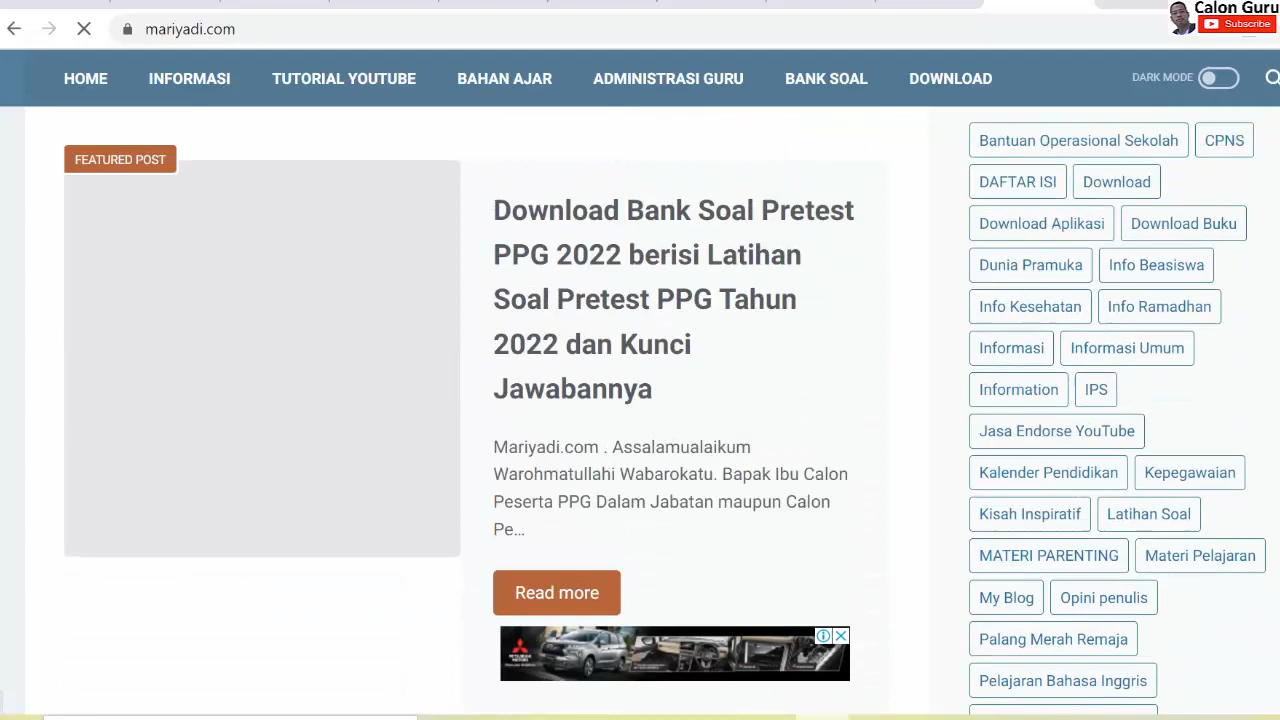 mariyadi.com
Calon Guru
Subscribe
HOME INFORMASI TUTORIAL YOUTUBE BAHAN AJAR ADMINISTRASI GURU BANK SOAL DOWNLOAD DARK MODE
FEATURED POST
Download Bank Soal Pretest
PPG 2022 berisi Latihan
Soal Pretest PPG Tahun
2022 dan Kunci
Jawabannya
Mariyadi.com . Assalamualaikum
Warohmatullahi Wabarokatu. Bapak Ibu Calon
Peserta PPG Dalam Jabatan maupun Calon
Pe...
Read more
MITSUBISHI
MOTORS
Bantuan Operasional Sekolah CPNS
DAFTAR ISI Download
Download Aplikasi Download Buku
Dunia Pramuka Info Beasiswa
Info Kesehatan Info Ramadhan
Informasi Informasi Umum
Information IPS
Jasa Endorse YouTube
Kalender Pendidikan Kepegawaian
Kisah Inspiratif Latihan Soal
MATERI PARENTING Materi Pelajaran
My Blog Opini penulis
Palang Merah Remaja
Pelajaran Bahasa Inggris